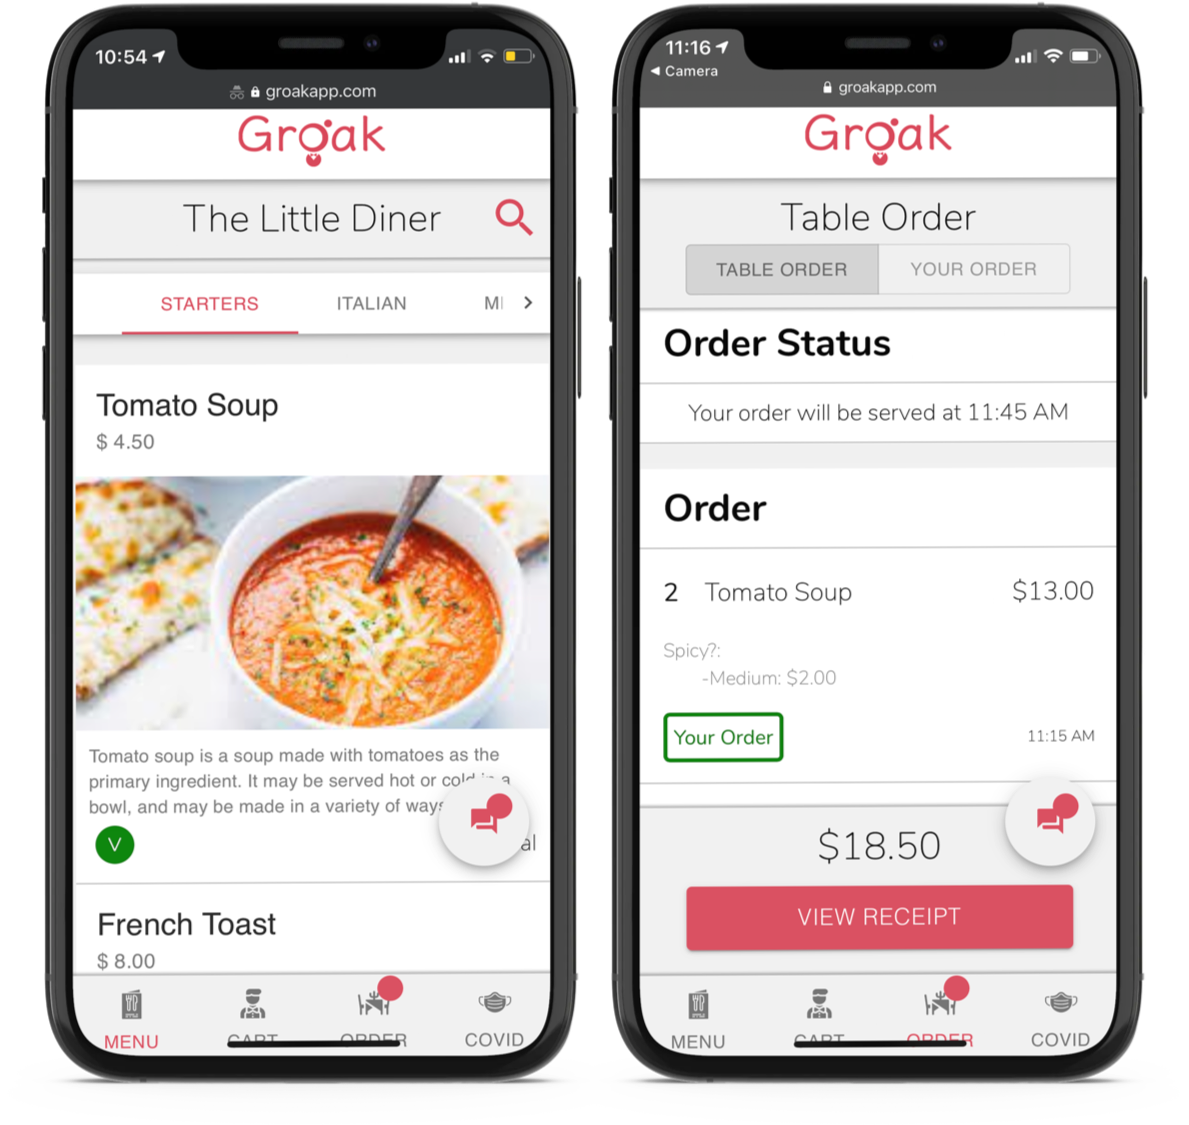 10:54
groakapp.com
Groak
The Little Diner
STARTERS
ITALIAN
Tomato Soup
$ 4.50
Tomato soup is a soup made with tomatoes as the
primary ingredient. It may be served hot or cold in a
bowl, and may be made in a variety of ways
V
al
French Toast
$ 8.00
MENU
CART
ORDER
COVID
11:16
Camera
groakapp.com
Groak
Table Order
TABLE ORDER
YOUR ORDER
Order Status
Your order will be served at 11:45 AM
Order
2 Tomato Soup $13.00
Spicy?:
-Medium: $2.00
Your Order
11:15 AM
$18.50
VIEW RECEIPT
MENU
CART
ORDER
COVID